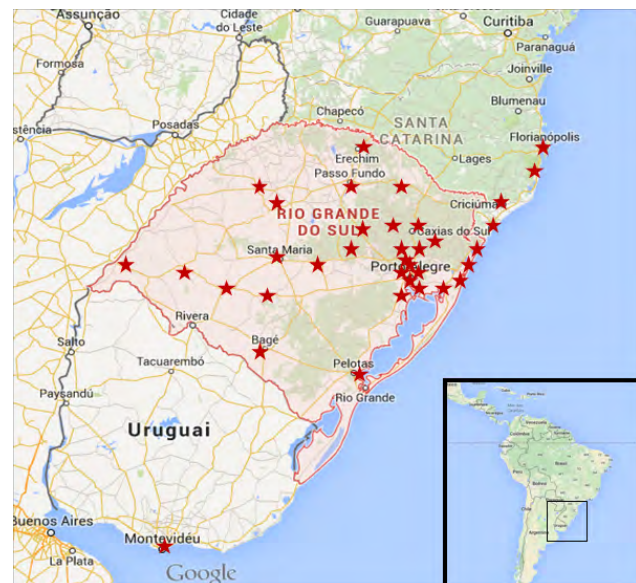 Assunção
Cidade
do Leste
Guarapuava
Curitiba
Paranaguá
Formosa
Joinville
Posadas
Chapecó
Blumenau
SANTA
CATARINA
Florianópolis
istência
Erechim
Lages
Passo Fundo
Criciúma
RIO GRANDE
DO SUL
Caxias do Sul
Santa Maria
Porto Alegre
Rivera
Salto
Bagé
Tacuarembó
Pelotas
Paysandú
Rio Grande
Uruguai
Buenos Aires
Montevidéu
La Plata
Google